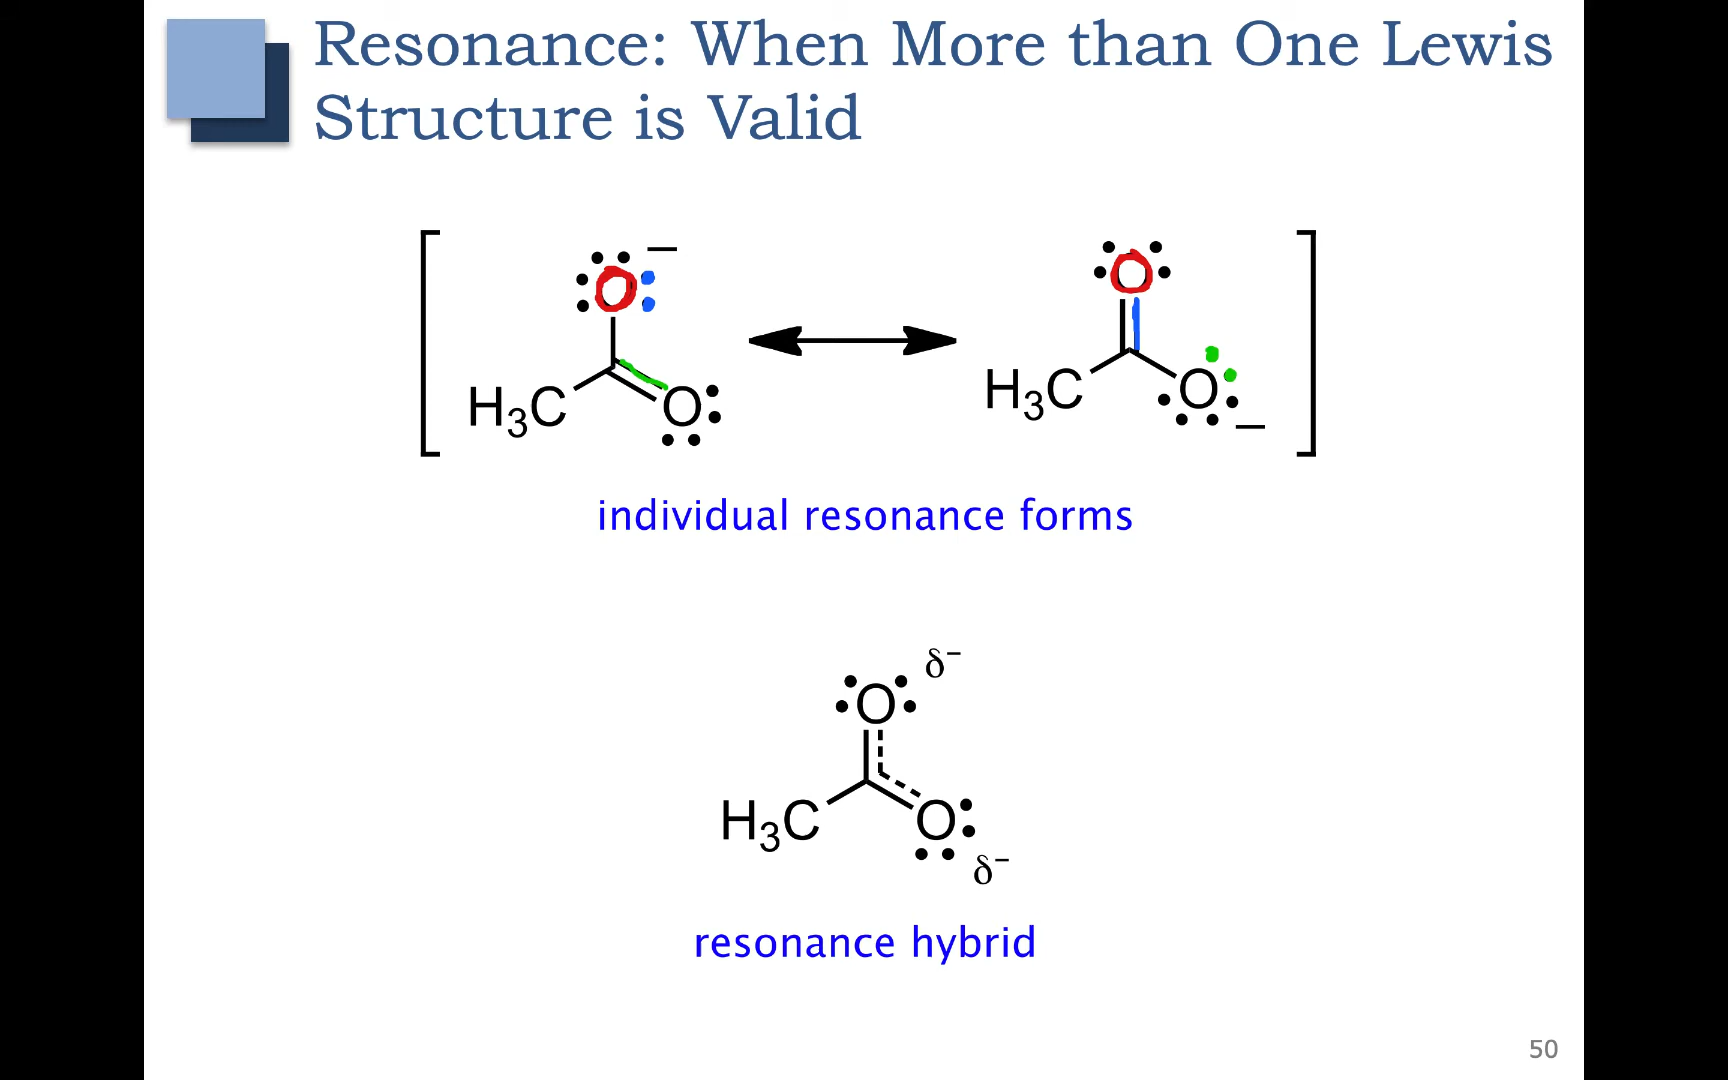 Resonance: When More than One Lewis
Structure is Valid
O –
H₃C O
O
H₃C O –
individual resonance forms
O δ⁻
H₃C O
δ⁻
resonance hybrid
50